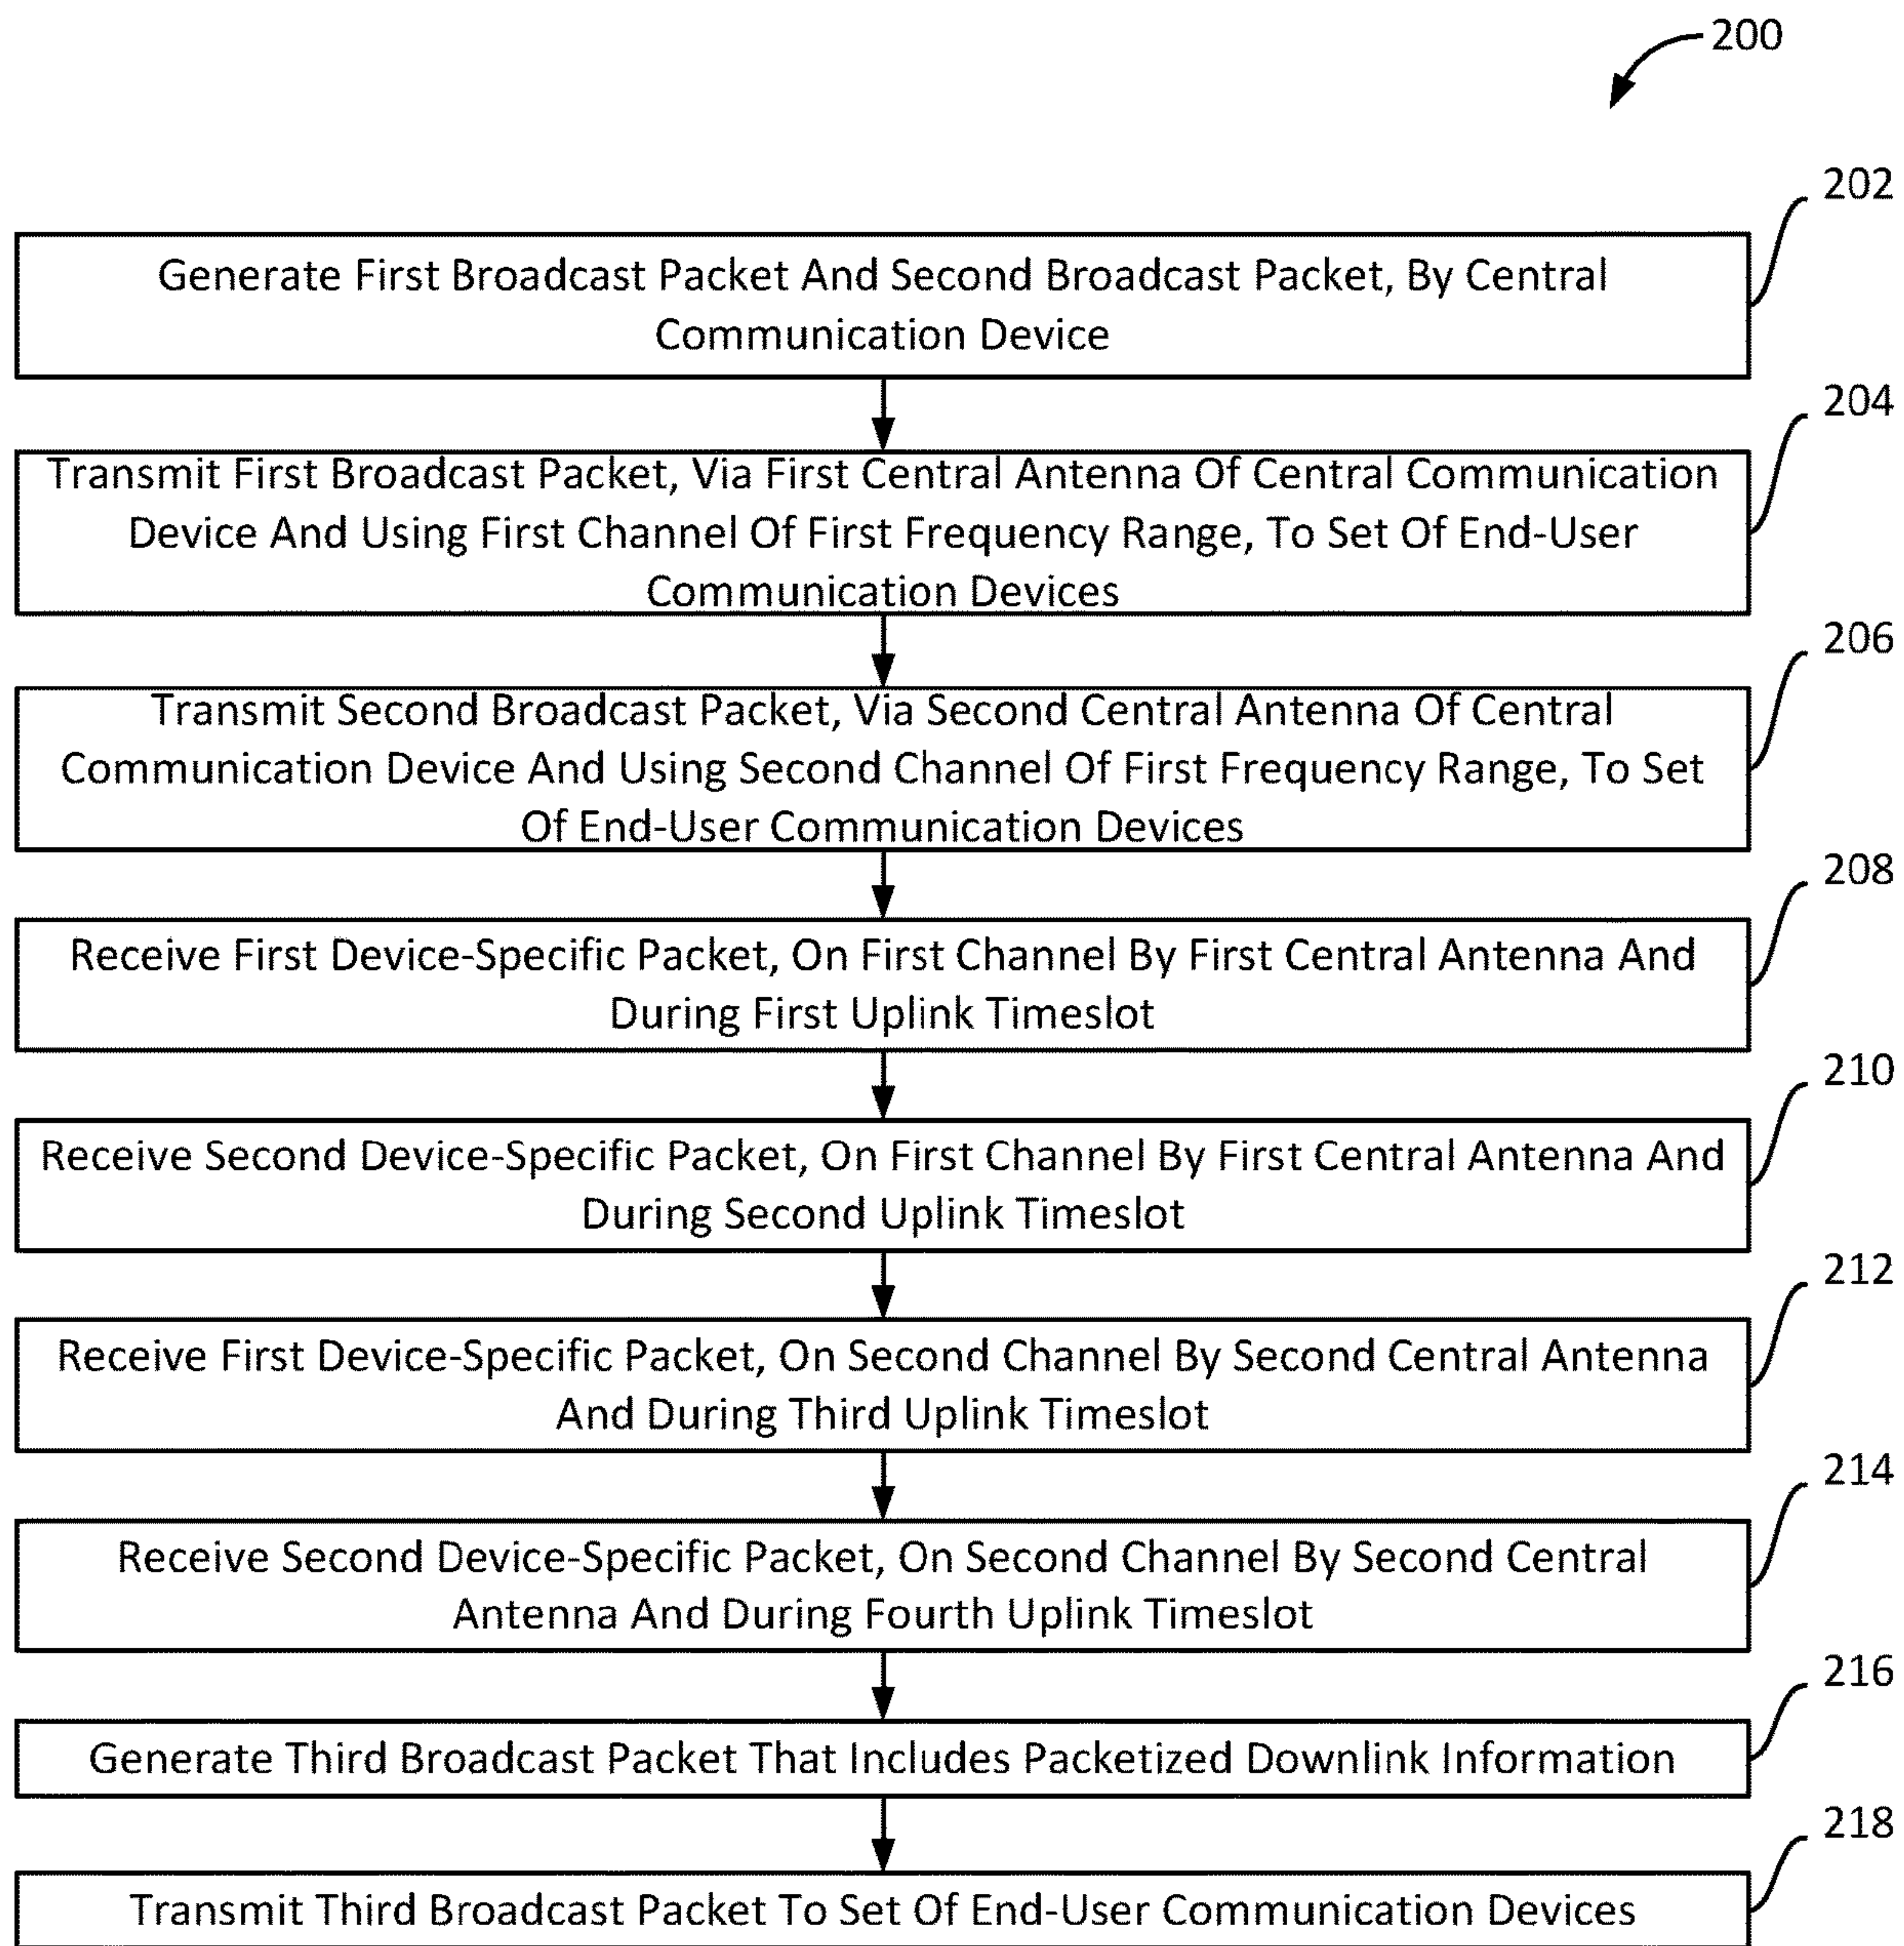 200
202
Generate First Broadcast Packet And Second Broadcast Packet, By Central
Communication Device
204
Transmit First Broadcast Packet, Via First Central Antenna Of Central Communication
Device And Using First Channel Of First Frequency Range, To Set Of End-User
Communication Devices
206
Transmit Second Broadcast Packet, Via Second Central Antenna Of Central
Communication Device And Using Second Channel Of First Frequency Range, To Set
Of End-User Communication Devices
208
Receive First Device-Specific Packet, On First Channel By First Central Antenna And
During First Uplink Timeslot
210
Receive Second Device-Specific Packet, On First Channel By First Central Antenna And
During Second Uplink Timeslot
212
Receive First Device-Specific Packet, On Second Channel By Second Central Antenna
And During Third Uplink Timeslot
214
Receive Second Device-Specific Packet, On Second Channel By Second Central
Antenna And During Fourth Uplink Timeslot
216
Generate Third Broadcast Packet That Includes Packetized Downlink Information
218
Transmit Third Broadcast Packet To Set Of End-User Communication Devices